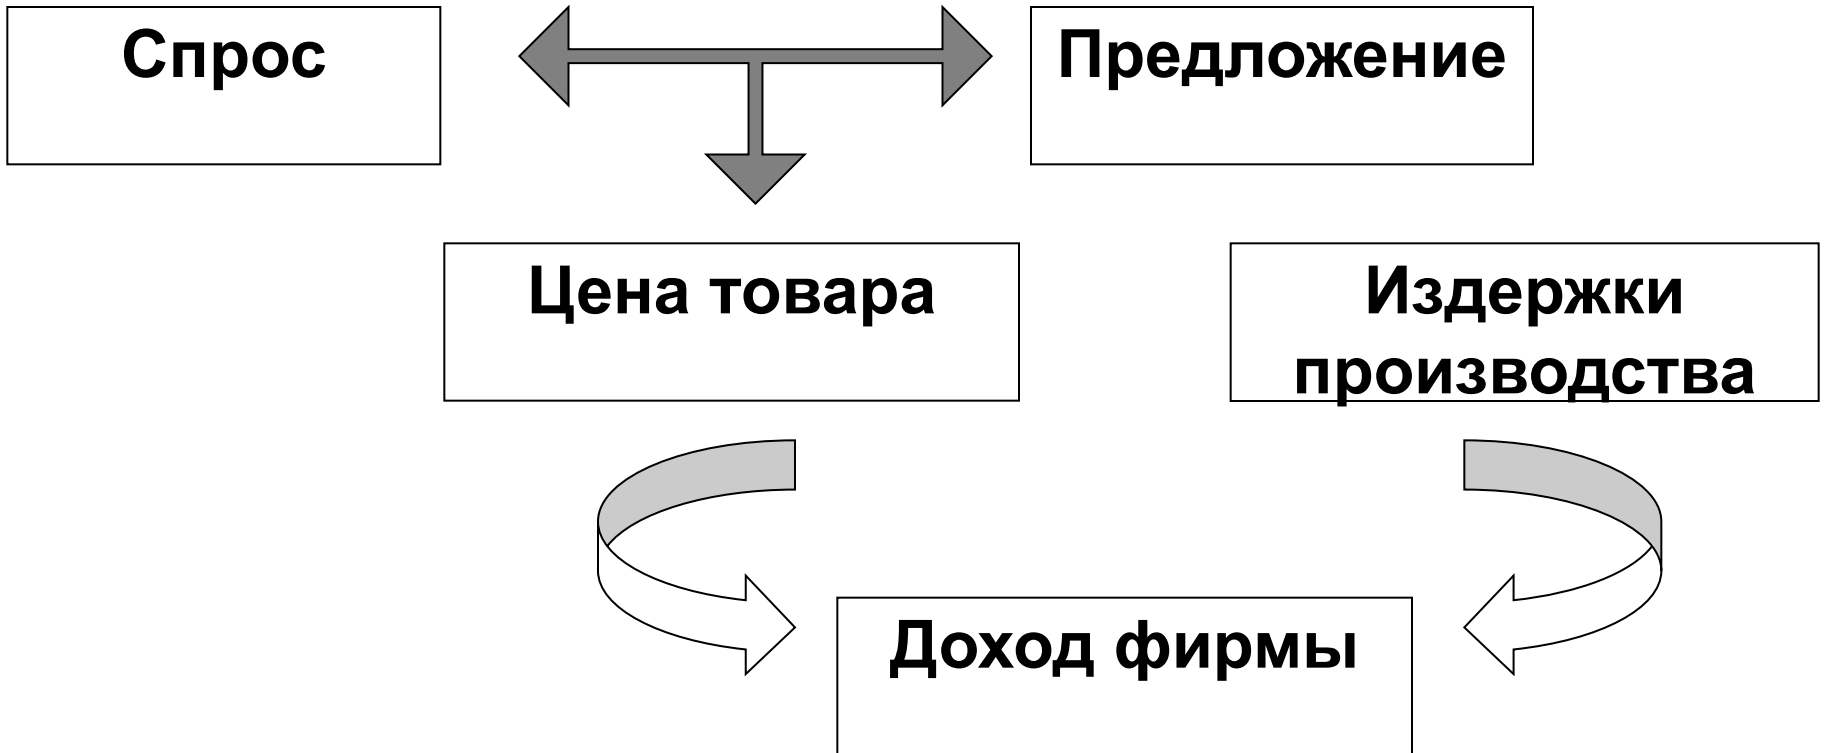 Спрос
Предложение
Цена товара
Издержки
производства
Доход фирмы